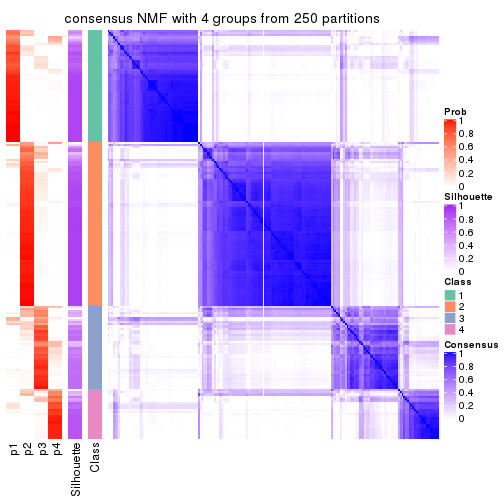 consensus NMF with 4 groups from 250 partitions
Prob
1
0.8
0.6
0.4
0.2
0
Silhouette
1
0.8
0.6
0.4
0.2
0
Class
1
2
3
4
Consensus
1
0.8
0.6
0.4
0.2
0
p1
p2
p3
p4
Silhouette
Class